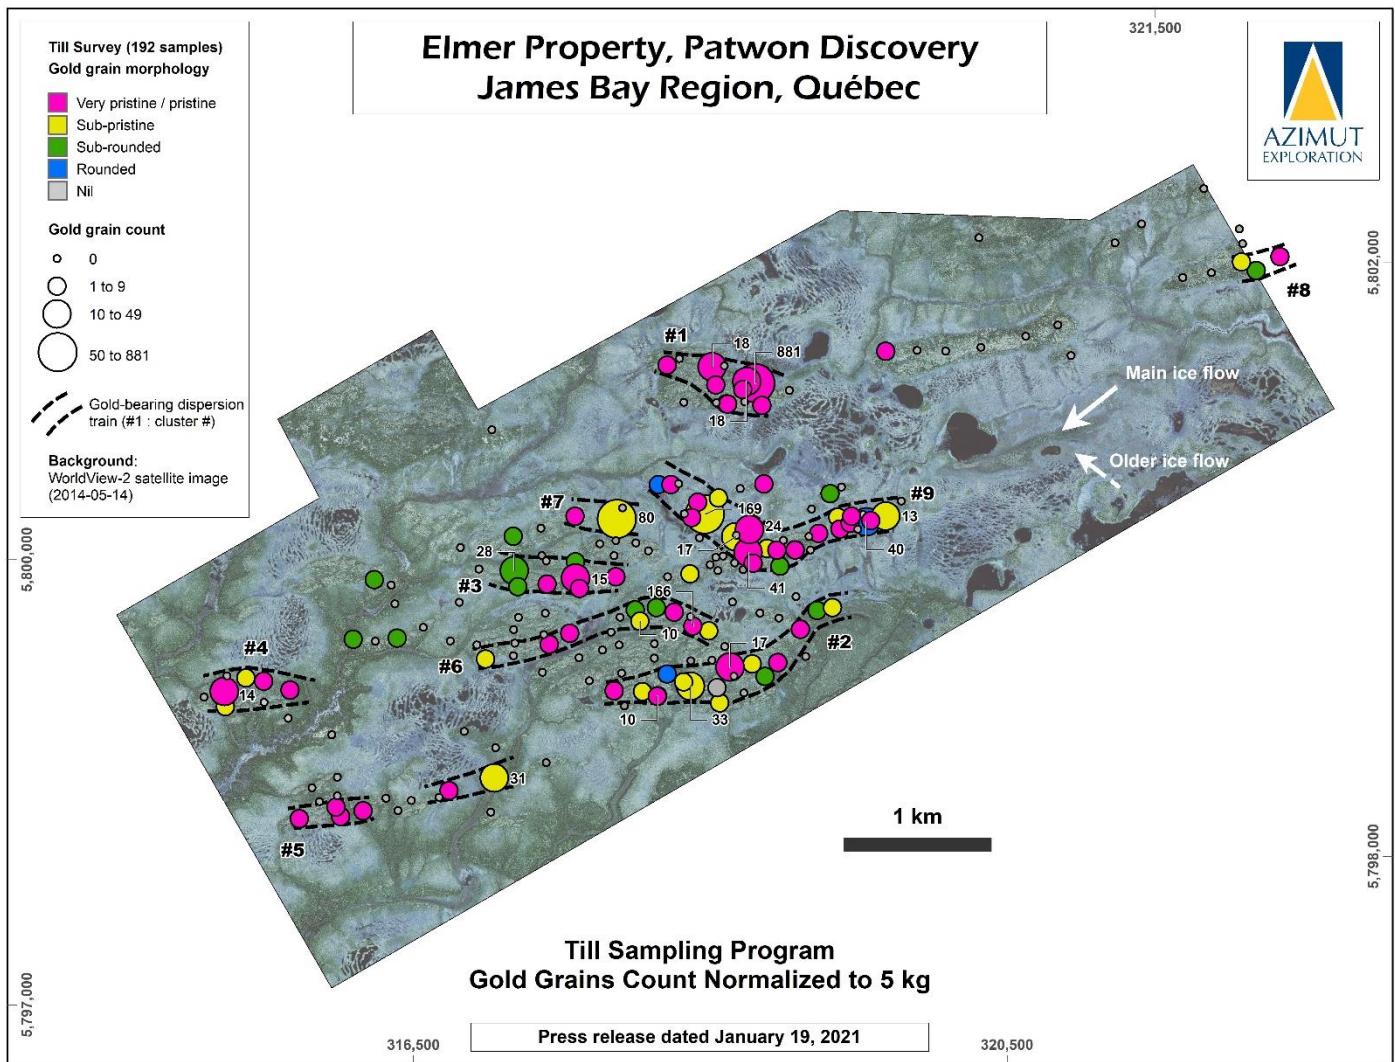 321,500
Elmer Property, Patwon Discovery
James Bay Region, Québec
AZIMUT
EXPLORATION
Till Survey (192 samples)
Gold grain morphology
Very pristine / pristine
Sub-pristine
Sub-rounded
Rounded
Nil
Gold grain count
0
1 to 9
10 to 49
50 to 881
Gold-bearing dispersion
train (#1 : cluster #)
Background:
WorldView-2 satellite image
(2014-05-14)
5,802,000
#8
#1
18
881
18
Main ice flow
Older ice flow
#7
80
169
24
#9
13
40
17
41
28
#3
15
5,800,000
166
10
#6
17
#2
#4
14
10
33
31
#5
1 km
5,798,000
Till Sampling Program
Gold Grains Count Normalized to 5 kg
5,797,000
Press release dated January 19, 2021
316,500
320,500